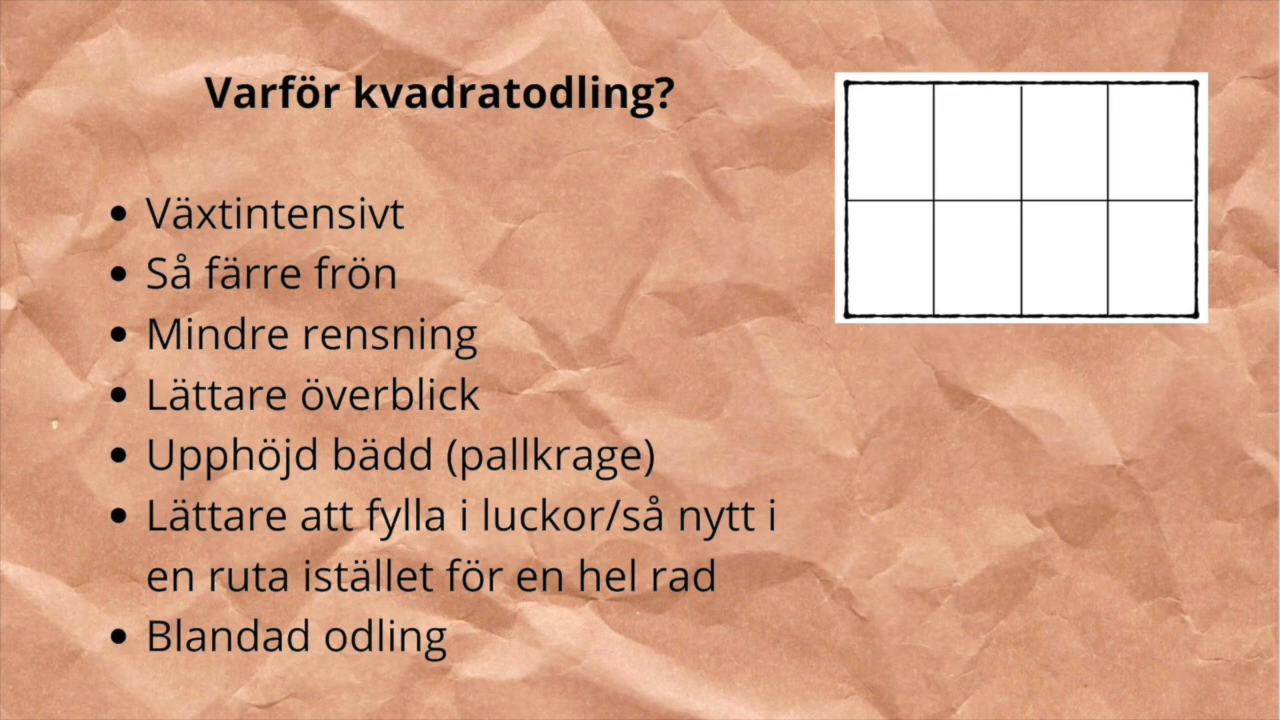 Varför kvadratodling?
• Växtintensivt
• Så färre frön
• Mindre rensning
• Lättare överblick
• Upphöjd bädd (pallkrage)
• Lättare att fylla i luckor/så nytt i
en ruta istället för en hel rad
• Blandad odling